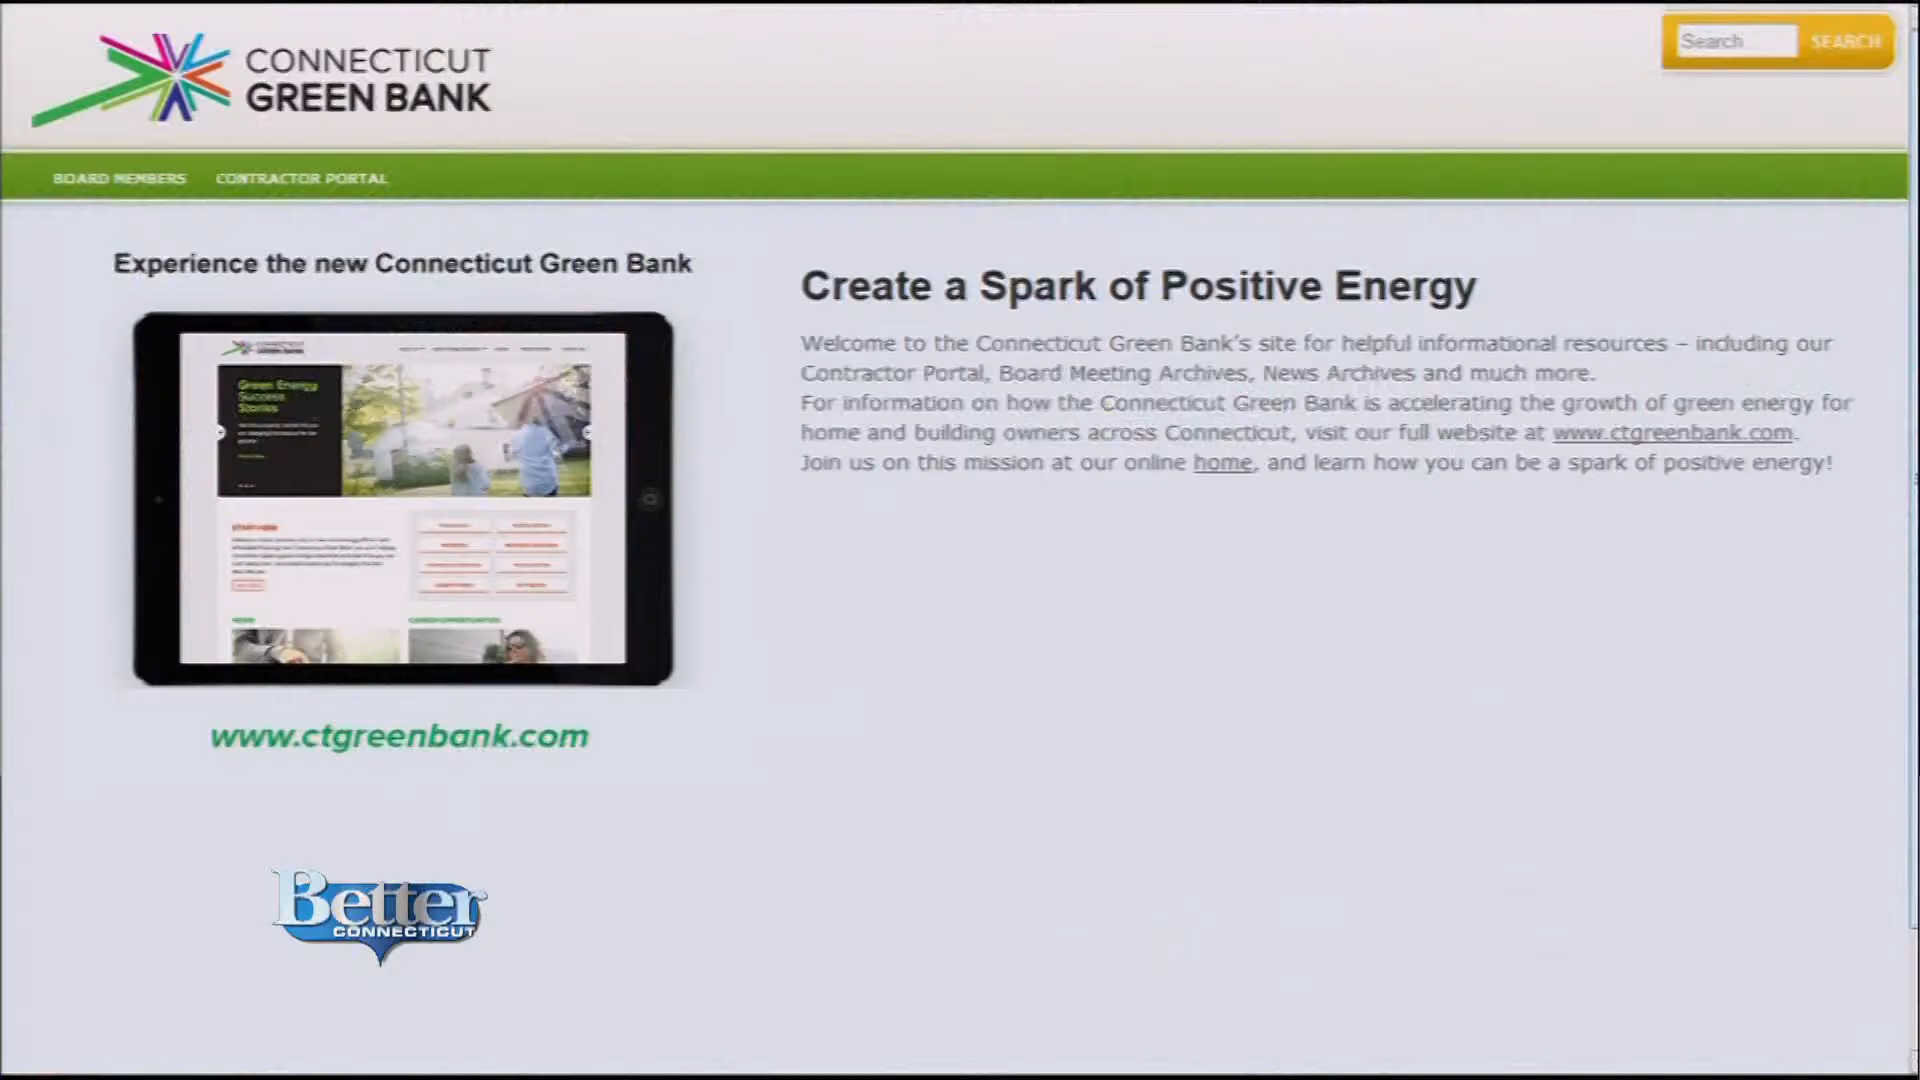 CONNECTICUT
GREEN BANK
Search
SEARCH
BOARD MEMBERS
CONTRACTOR PORTAL
Experience the new Connecticut Green Bank
CONNECTICUT
GREEN BANK
Green Energy
Success
Stories
www.ctgreenbank.com
Create a Spark of Positive Energy
Welcome to the Connecticut Green Bank's site for helpful informational resources – including our
Contractor Portal, Board Meeting Archives, News Archives and much more.
For information on how the Connecticut Green Bank is accelerating the growth of green energy for
home and building owners across Connecticut, visit our full website at www.ctgreenbank.com.
Join us on this mission at our online home, and learn how you can be a spark of positive energy!
Better
CONNECTICUT